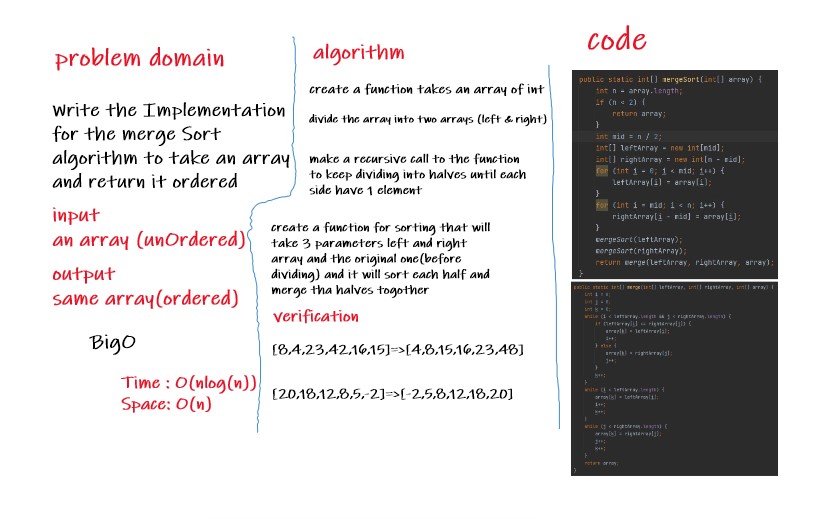 problem domain
Write the Implementation
for the merge Sort
algorithm to take an array
and return it ordered
input
an array (unOrdered)
output
same array(ordered)
BigO
Time : O(nlog(n))
Space: O(n)
algorithm
create a function takes an array of int
divide the array into two arrays (left & right)
make a recursive call to the function
to keep dividing into halves until each
side have 1 element
create a function for sorting that will
take 3 parameters left and right
array and the original one(before
dividing) and it will sort each half and
merge tha halves togother
verification
[8,4,23,42,16,15]=>[4,8,15,16,23,48]
[20,18,12,8,5,-2]=>[-2,5,8,12,18,20]
code
public static int[] mergeSort(int[] array) {
int n = array.length;
if (n < 2) {
return array;
}
int mid = n / 2;
int[] leftArray = new int[mid];
int[] rightArray = new int[n - mid];
for (int i = 0; i < mid; i++) {
leftArray[i] = array[i];
}
for (int i = mid; i < n; i++) {
rightArray[i - mid] = array[i];
}
mergeSort(leftArray);
mergeSort(rightArray);
return merge(leftArray, rightArray, array);
}
public static int[] merge(int[] leftArray, int[] rightArray, int[] array) {
int i = 0;
int j = 0;
int k = 0;
while (i < leftArray.length && j < rightArray.length) {
if (leftArray[i] <= rightArray[j]) {
array[k] = leftArray[i];
i++;
} else {
array[k] = rightArray[j];
j++;
}
k++;
}
while (i < leftArray.length) {
array[k] = leftArray[i];
i++;
k++;
}
while (j < rightArray.length) {
array[k] = rightArray[j];
j++;
k++;
}
return array;
}